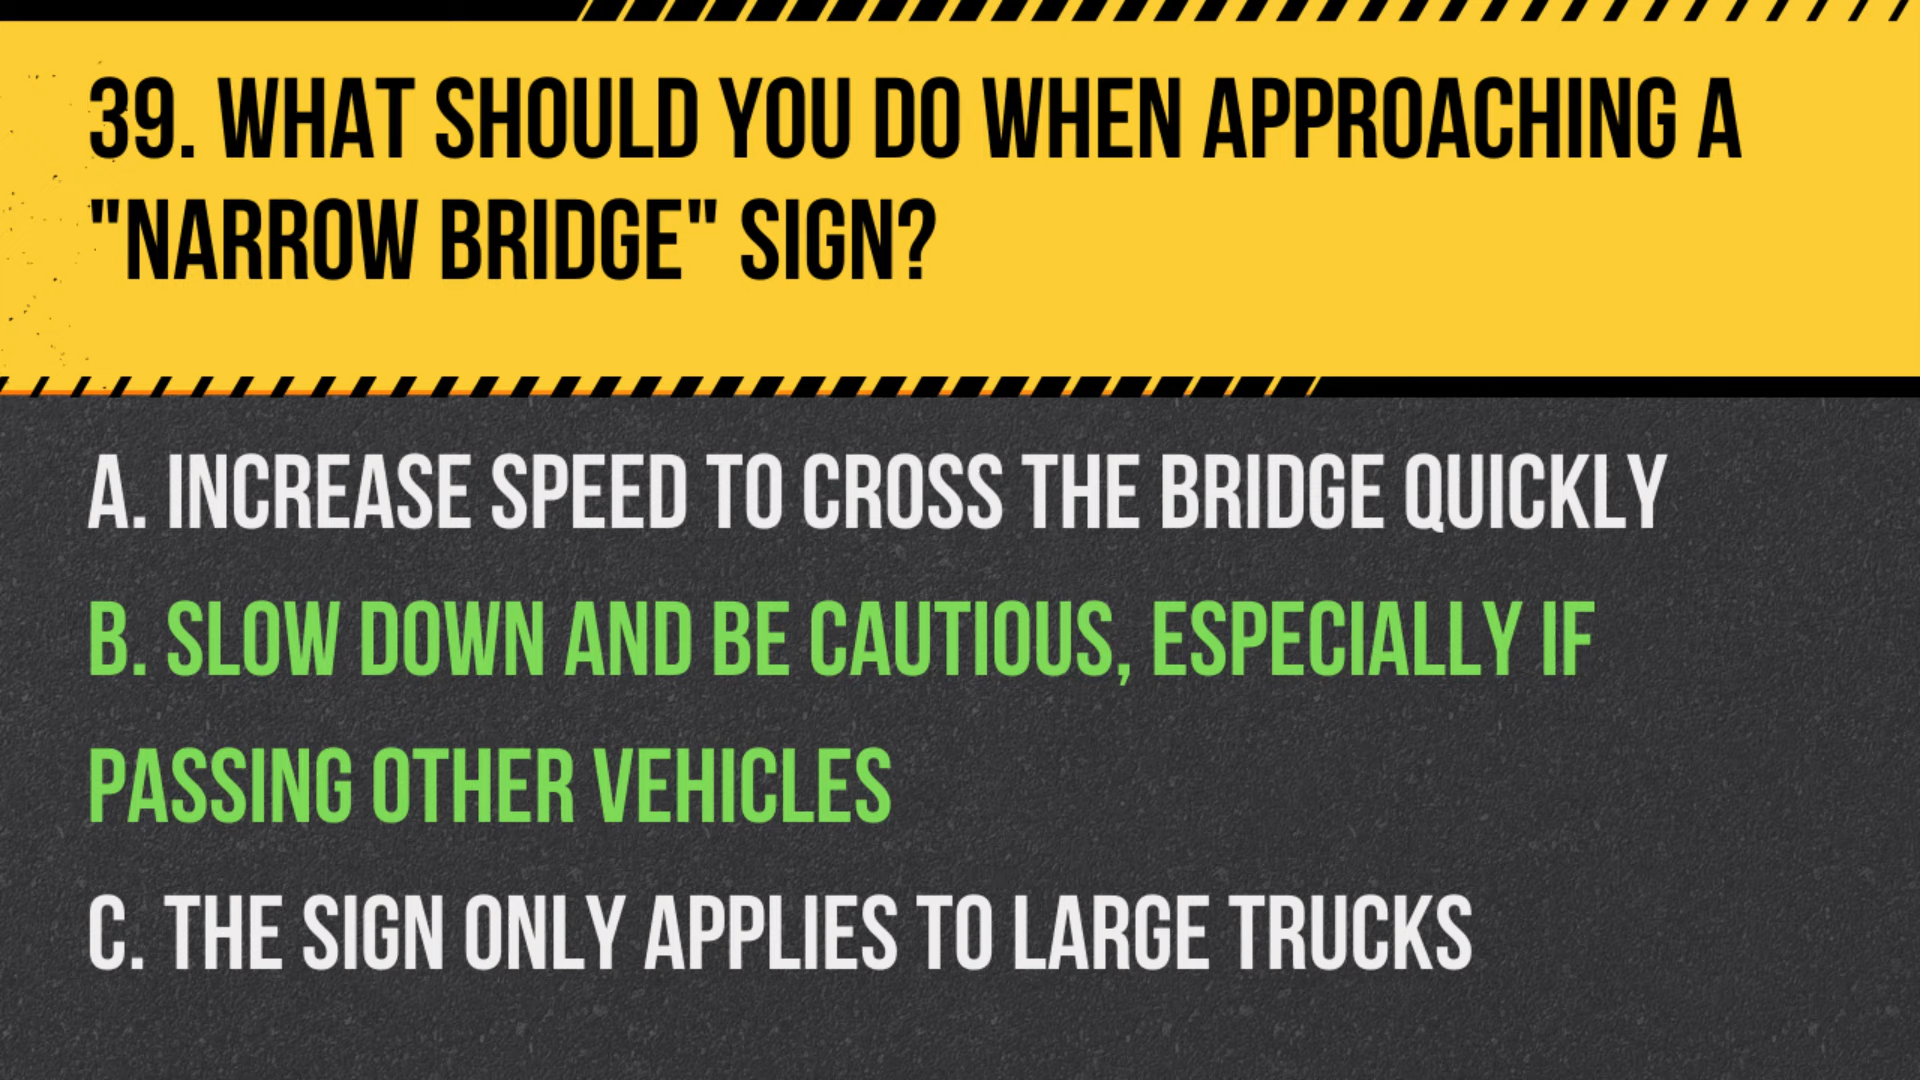 39. WHAT SHOULD YOU DO WHEN APPROACHING A
"NARROW BRIDGE" SIGN?
A. INCREASE SPEED TO CROSS THE BRIDGE QUICKLY
B. SLOW DOWN AND BE CAUTIOUS, ESPECIALLY IF
PASSING OTHER VEHICLES
C. THE SIGN ONLY APPLIES TO LARGE TRUCKS